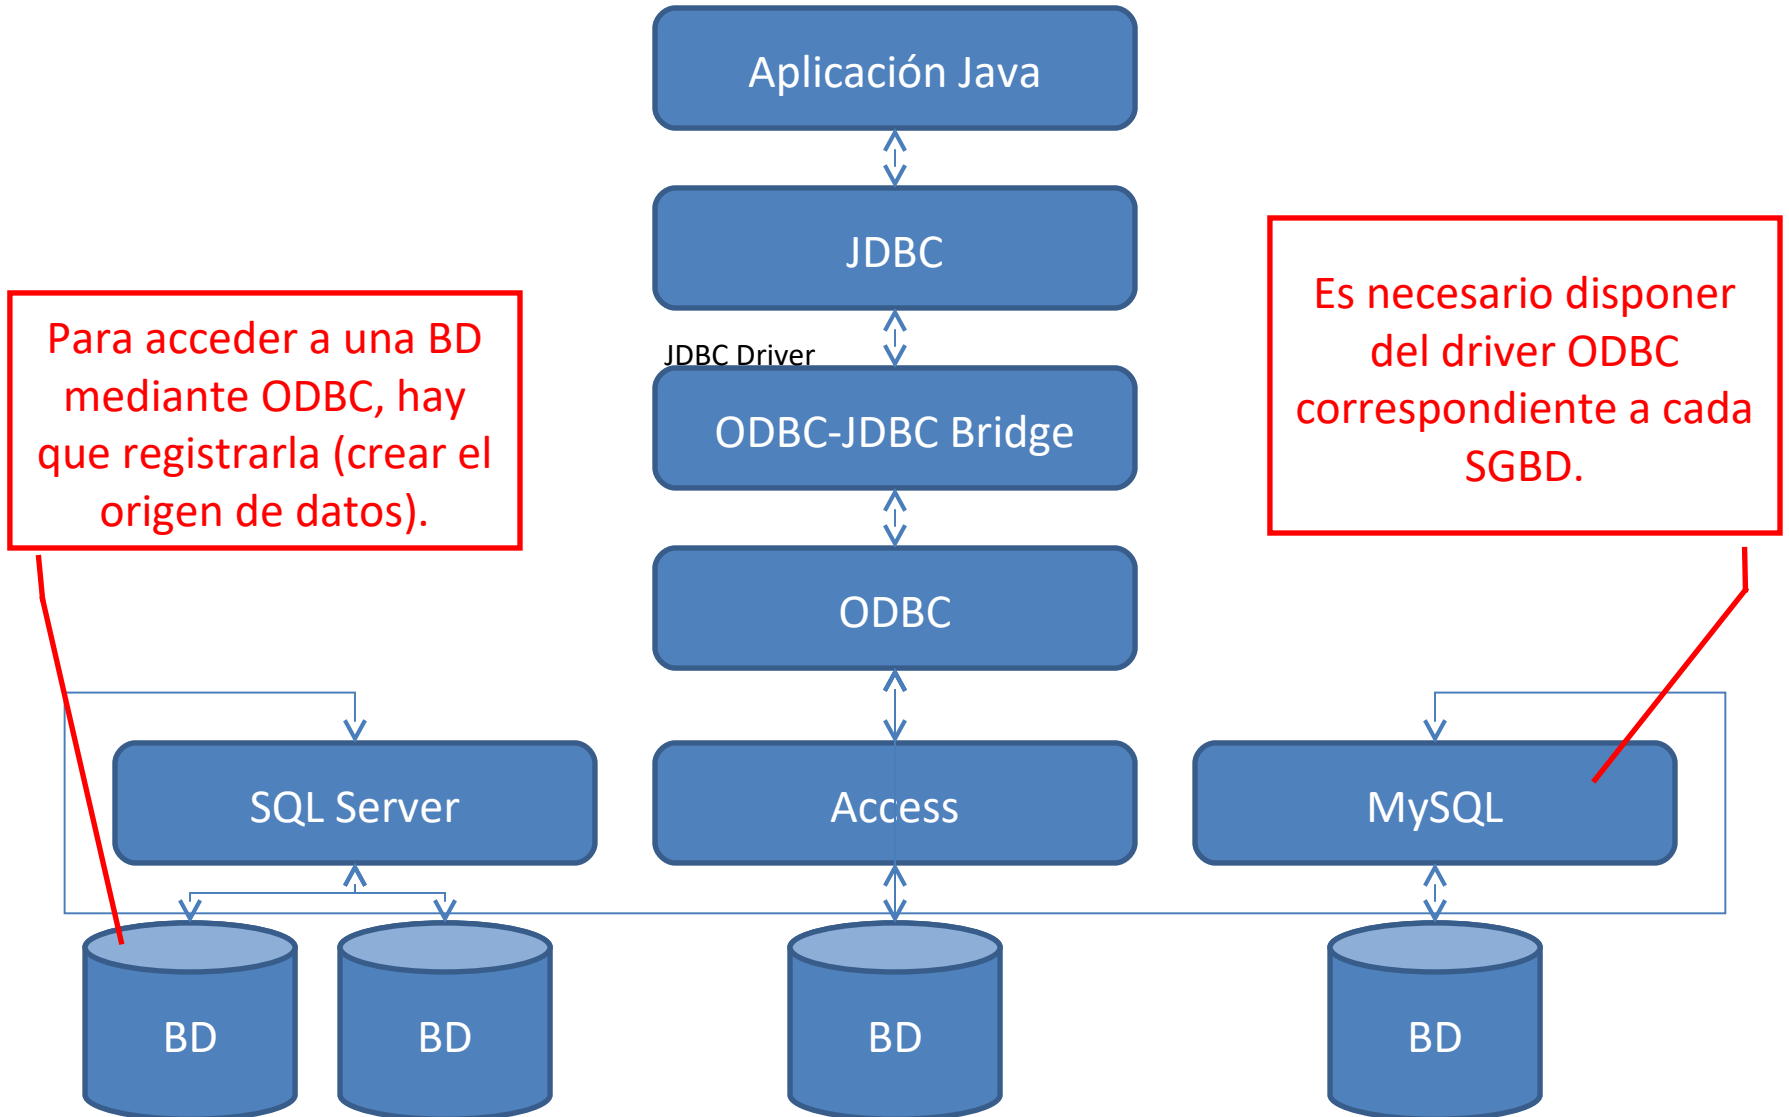 Aplicación Java
JDBC
Para acceder a una BD
mediante ODBC, hay
que registrarla (crear el
origen de datos).
Es necesario disponer
del driver ODBC
correspondiente a cada
SGBD.
JDBC Driver
ODBC-JDBC Bridge
ODBC
SQL Server
Access
MySQL
BD
BD
BD
BD